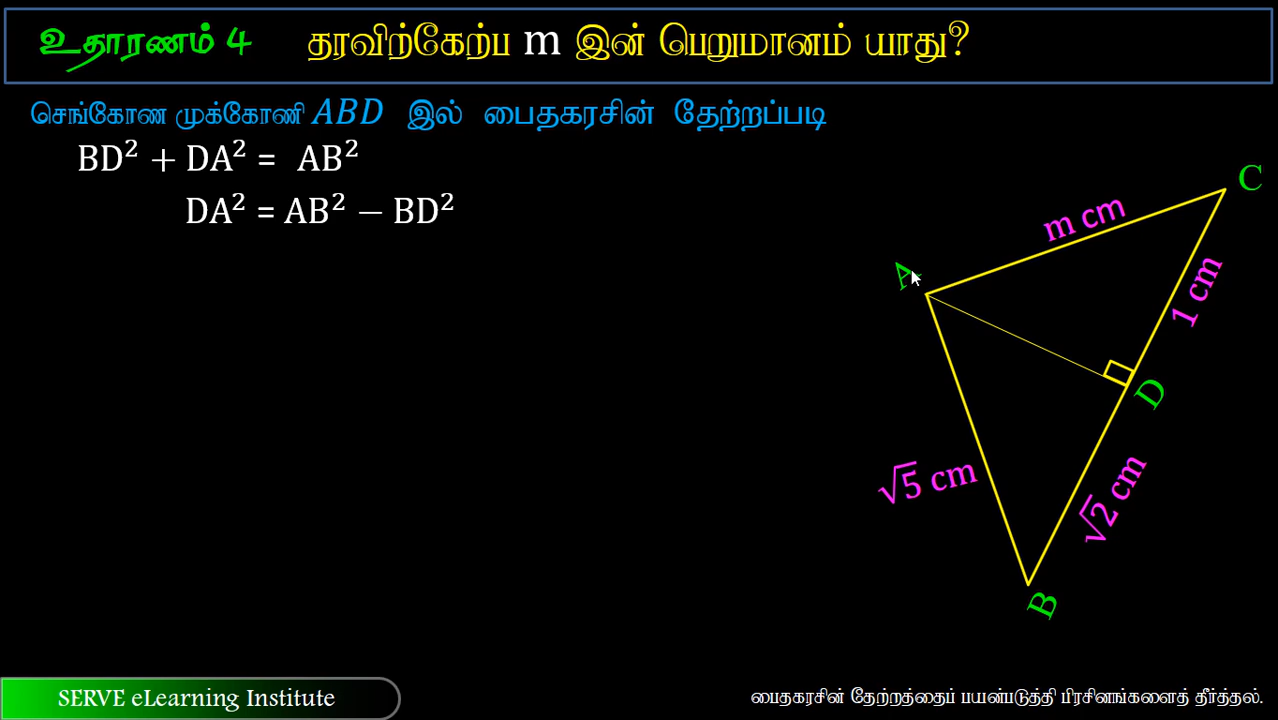 உதாரணம் 4 தரவிற்கேற்ப m இன் பெறுமானம் யாது?
செங்கோண முக்கோணி ABD இல் பைதகரசின் தேற்றப்படி
BD² + DA² = AB²
DA² = AB² − BD²
C
m cm
A
1 cm
D
√5 cm
√2 cm
B
SERVE eLearning Institute
பைதகரசின் தேற்றத்தைப் பயன்படுத்தி பிரசினங்களைத் தீர்த்தல்.